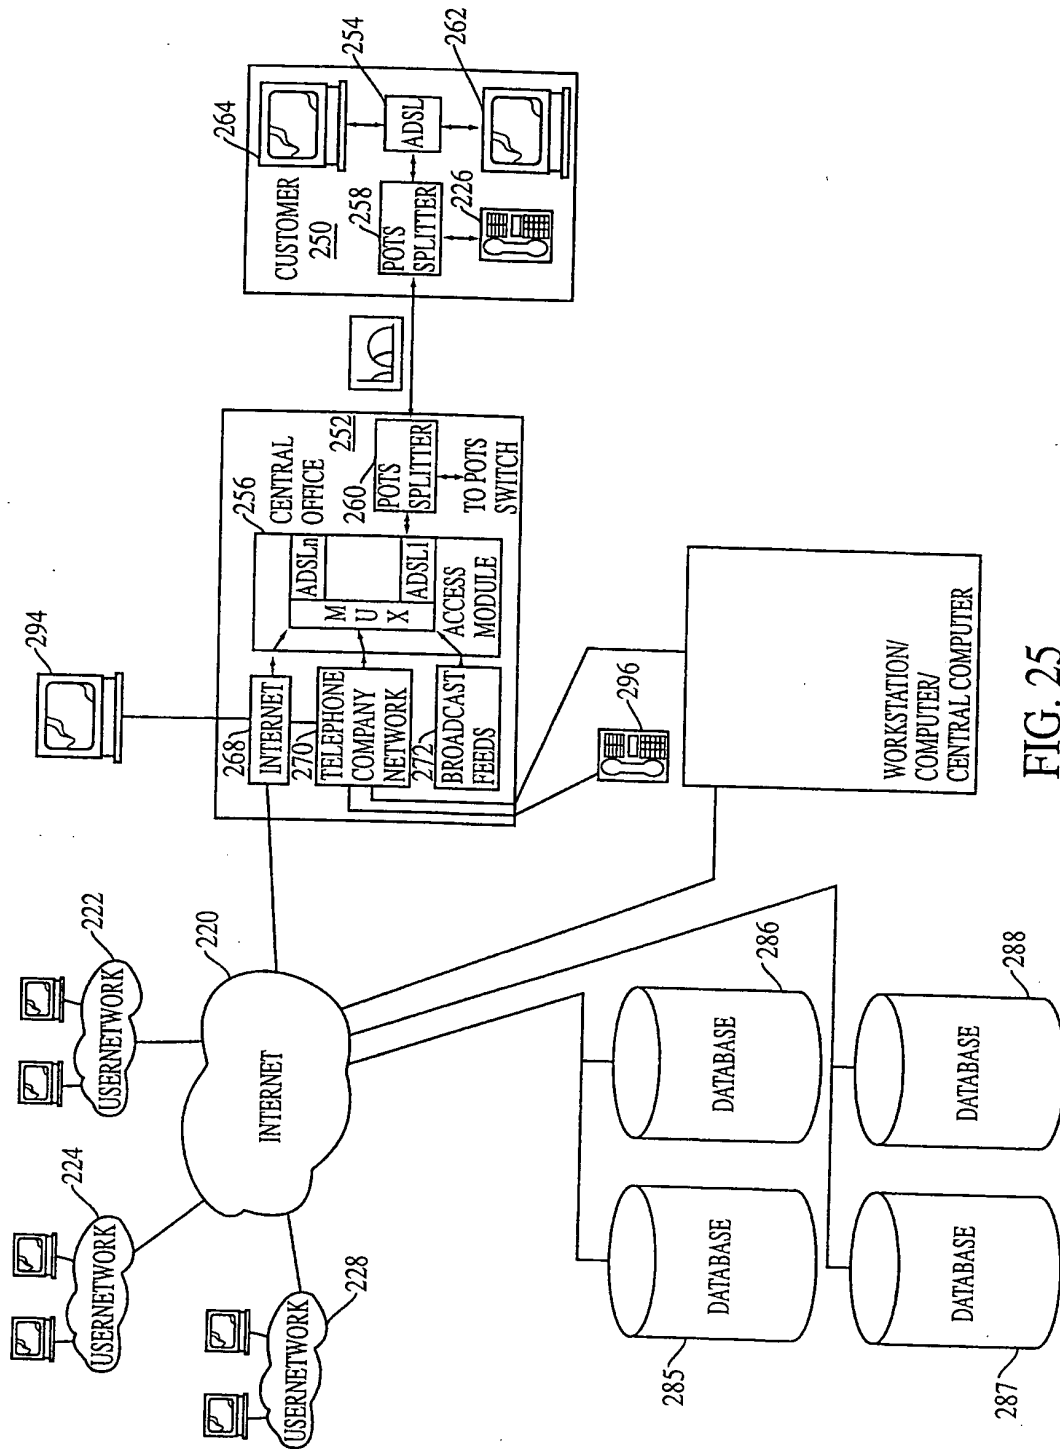 264
254
262
CUSTOMER
250
258
POTS
SPLITTER
ADSL
226
CENTRAL
OFFICE
252
256
260
POTS
SPLITTER
TO POTS
SWITCH
ADSLn
ADSL1
M
U
X
ACCESS
MODULE
294
268
INTERNET
270
TELEPHONE
COMPANY
NETWORK
272
BROADCAST
FEEDS
296
WORKSTATION/
COMPUTER/
CENTRAL COMPUTER
222
USERNETWORK
220
INTERNET
224
USERNETWORK
228
USERNETWORK
286
DATABASE
288
DATABASE
285
DATABASE
287
DATABASE
FIG. 25